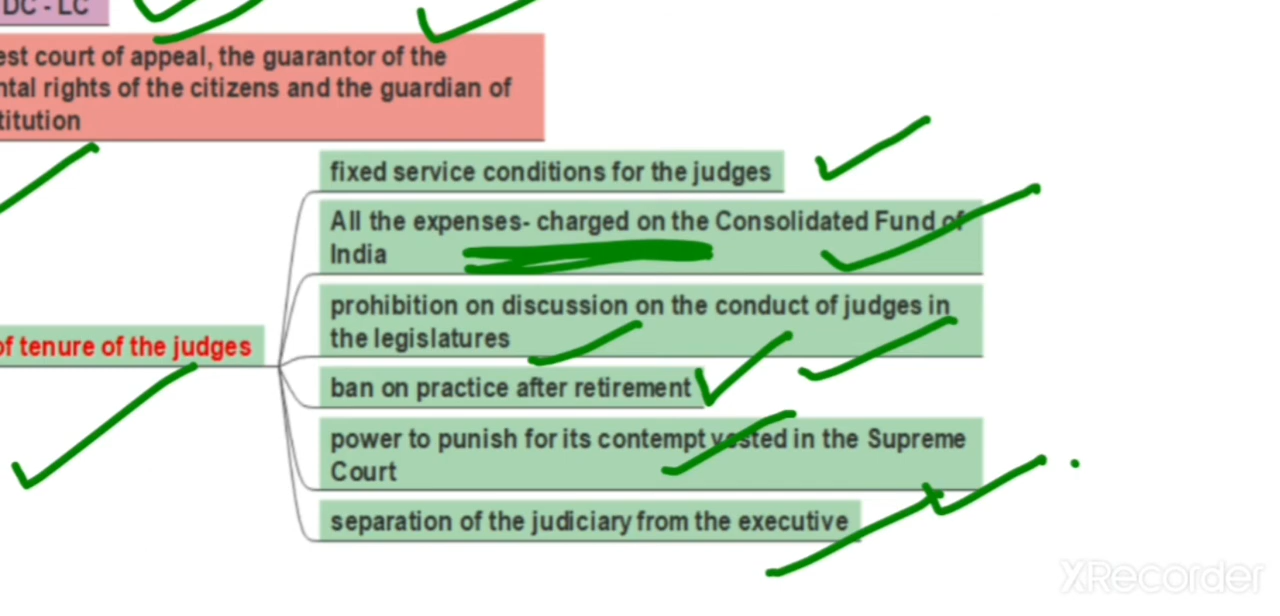 DC - LC
est court of appeal, the guarantor of the
ntal rights of the citizens and the guardian of
titution
fixed service conditions for the judges
All the expenses- charged on the Consolidated Fund of
India
prohibition on discussion on the conduct of judges in
the legislatures
of tenure of the judges
ban on practice after retirement
power to punish for its contempt vested in the Supreme
Court
separation of the judiciary from the executive
XRecorder